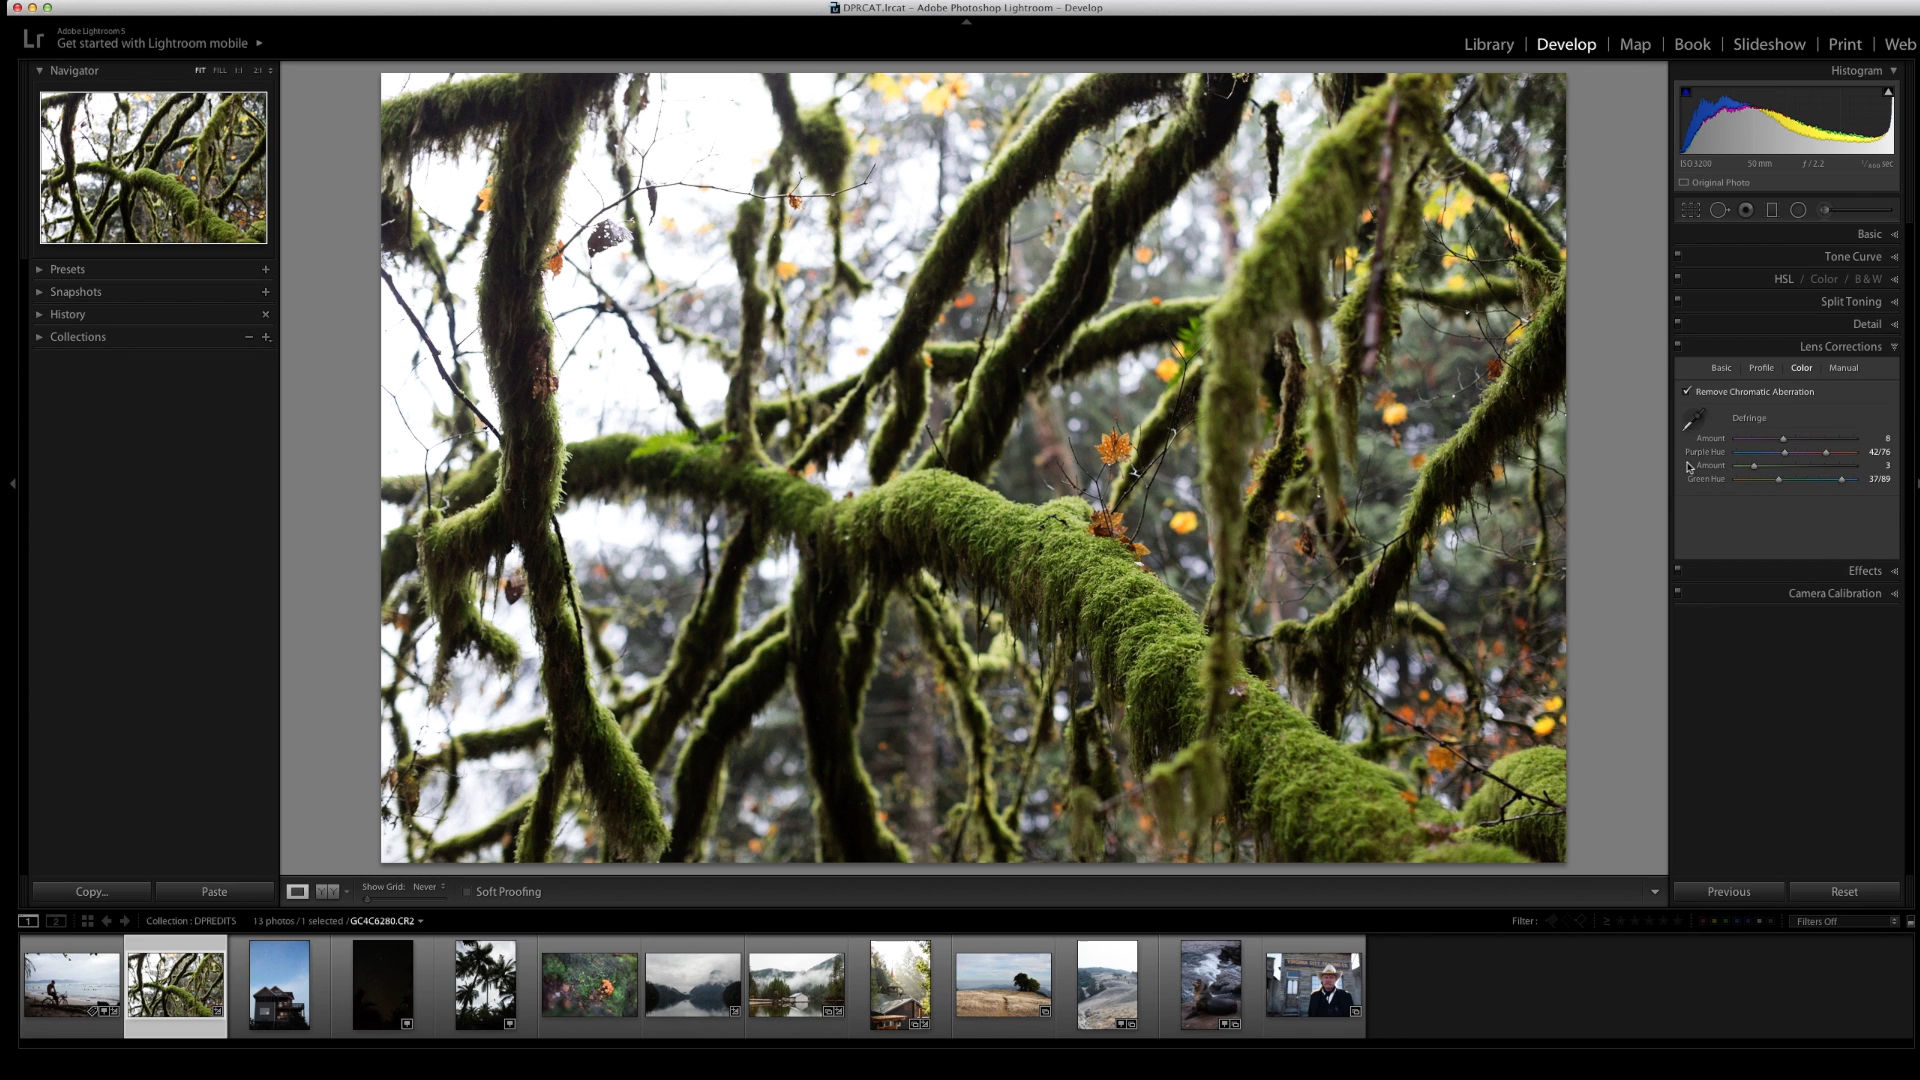 DPRCAT.lrcat – Adobe Photoshop Lightroom – Develop
Lr
Adobe Lightroom 5
Get started with Lightroom mobile
Library | Develop | Map | Book | Slideshow | Print | Web
Navigator FIT FILL 1:1 2:1
Histogram
ISO 3200 50 mm ƒ / 2.2
Original Photo
Basic
Tone Curve
HSL / Color / B & W
Split Toning
Detail
Lens Corrections
Basic Profile Color Manual
Remove Chromatic Aberration
Defringe
Amount 8
Purple Hue 42/76
Amount 3
Green Hue 37/89
Effects
Camera Calibration
Presets
Snapshots
History
Collections
Copy... Paste
Show Grid: Never
Soft Proofing
Previous Reset
1 2 Collection : DPREDITS 13 photos / 1 selected / GC4C6280.CR2
Filter : Filters Off